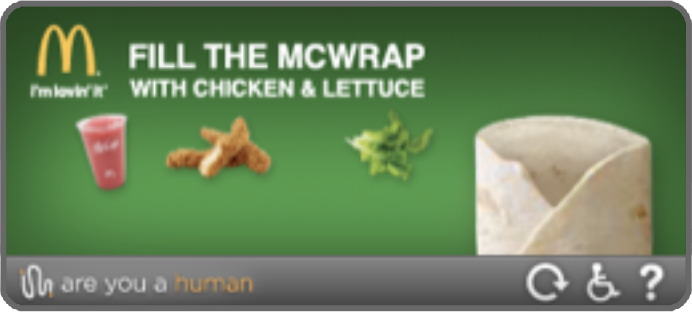 FILL THE MCWRAP
WITH CHICKEN & LETTUCE
i'm lovin' it
are you a human
?